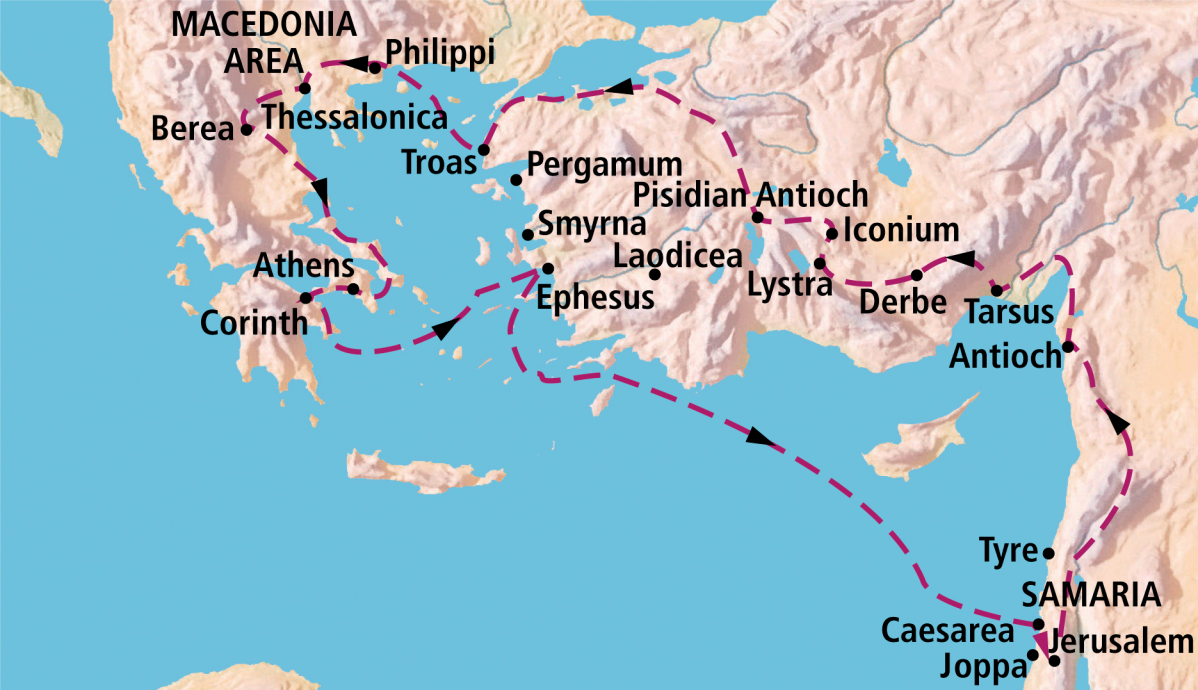 MACEDONIA
AREA
Philippi
Thessalonica
Berea
Troas
Pergamum
Pisidian Antioch
Smyrna
Iconium
Laodicea
Athens
Lystra
Ephesus
Derbe
Corinth
Tarsus
Antioch
Tyre
SAMARIA
Caesarea
Jerusalem
Joppa